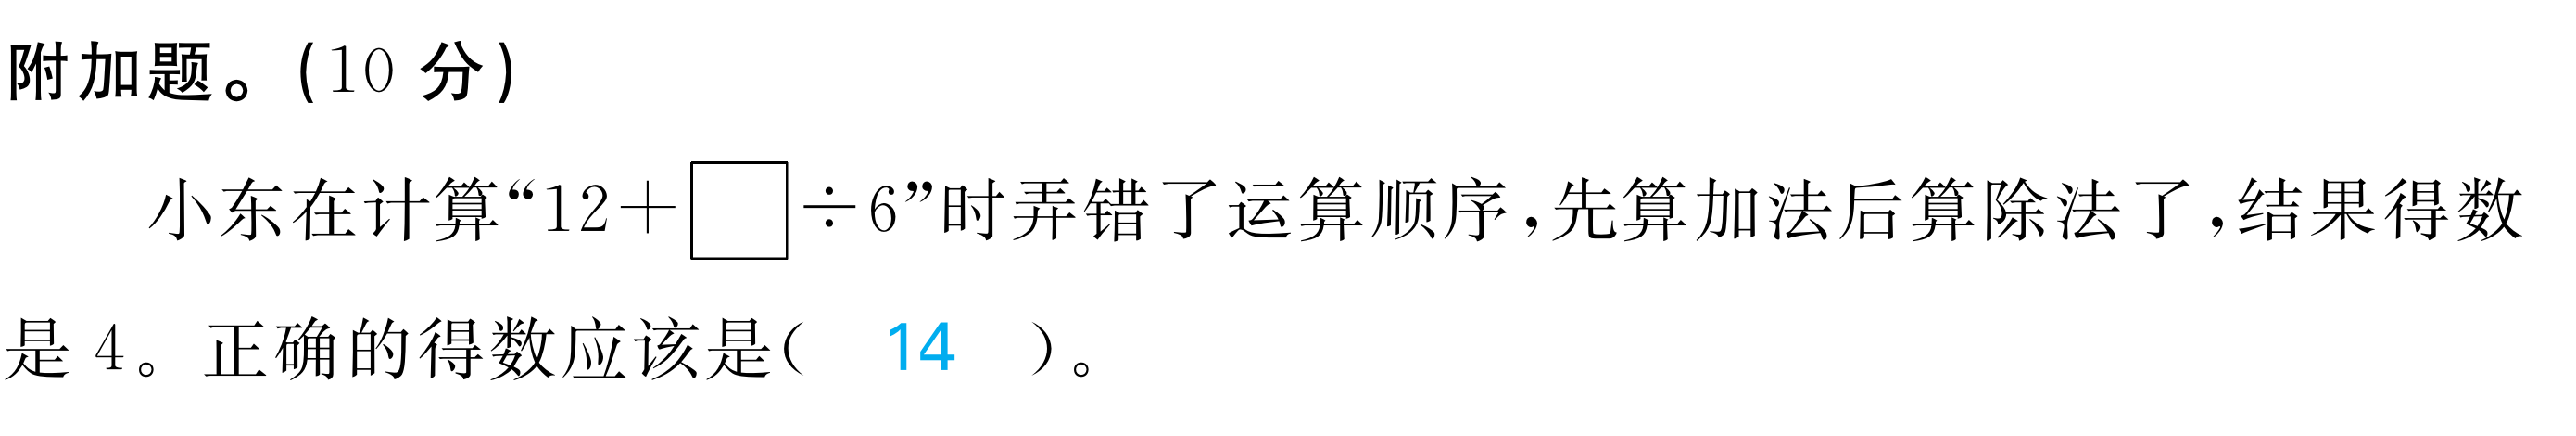 附加题。(10 分)
小东在计算“12+□÷6”时弄错了运算顺序,先算加法后算除法了,结果得数
是 4。正确的得数应该是( 14 )。